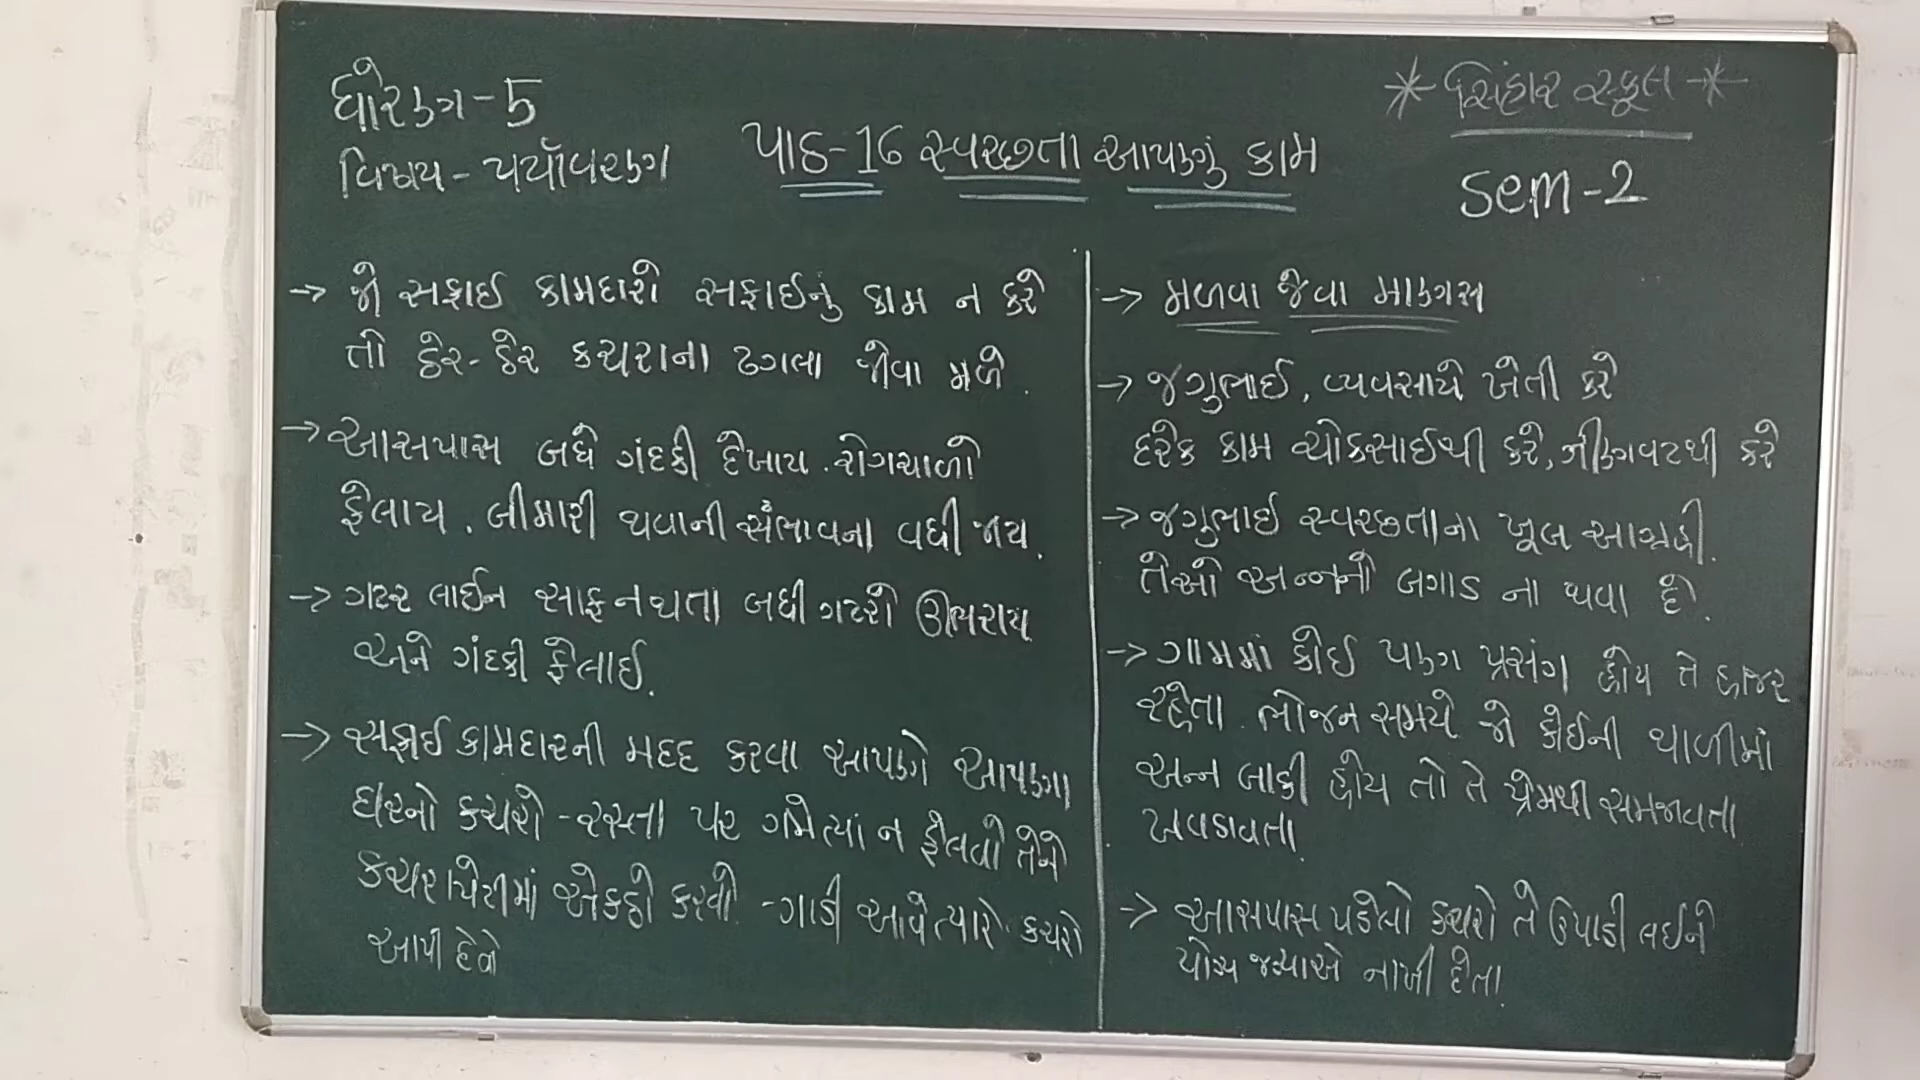 ધોરણ-5
વિષય - પર્યાવરણ
પાઠ-16 સ્વચ્છતા આપણું કામ
* સિંહાર સ્કૂલ *
Sem-2
→ જો સફાઈ કામદારો સફાઈનું કામ ન કરે
તો ઠેર-ઠેર કચરાના ઢગલા જોવા મળે.
→ આસપાસ બધે ગંદકી દેખાય. રોગચાળો
ફેલાય. બીમારી થવાની સંભાવના વધી જાય.
→ ગટર લાઈન સાફ ન થતા બધી ગટરો ઊભરાય
અને ગંદકી ફેલાઈ.
→ સફાઈ કામદારની મદદ કરવા આપણે આપણા
ઘરનો કચરો - રસ્તા પર ગમે ત્યાં ન ફેલવો તેને
કચરાપેટીમાં એકઠો કરવો - ગાડી આવે ત્યારે કચરો
આપી દેવો
→ મળવા જેવા માણસ
→ જગુભાઈ, વ્યવસાયે ખેતી કરે
દરેક કામ ચોકસાઈથી કરે, ઝીણવટથી કરે
→ જગુભાઈ સ્વચ્છતાના ખૂબ આગ્રહી.
તેઓ અન્નનો બગાડ ના થવા દે.
→ ગામમાં કોઈ પણ પ્રસંગ હોય તે હાજર
રહેતા. ભોજન સમયે જો કોઈની થાળીમાં
અન્ન બાકી હોય તો તે પ્રેમથી સમજાવતા
ખવડાવતા.
→ આસપાસ પડેલો કચરો તે ઉપાડી લઈને
યોગ્ય જગ્યાએ નાખી દેતા.